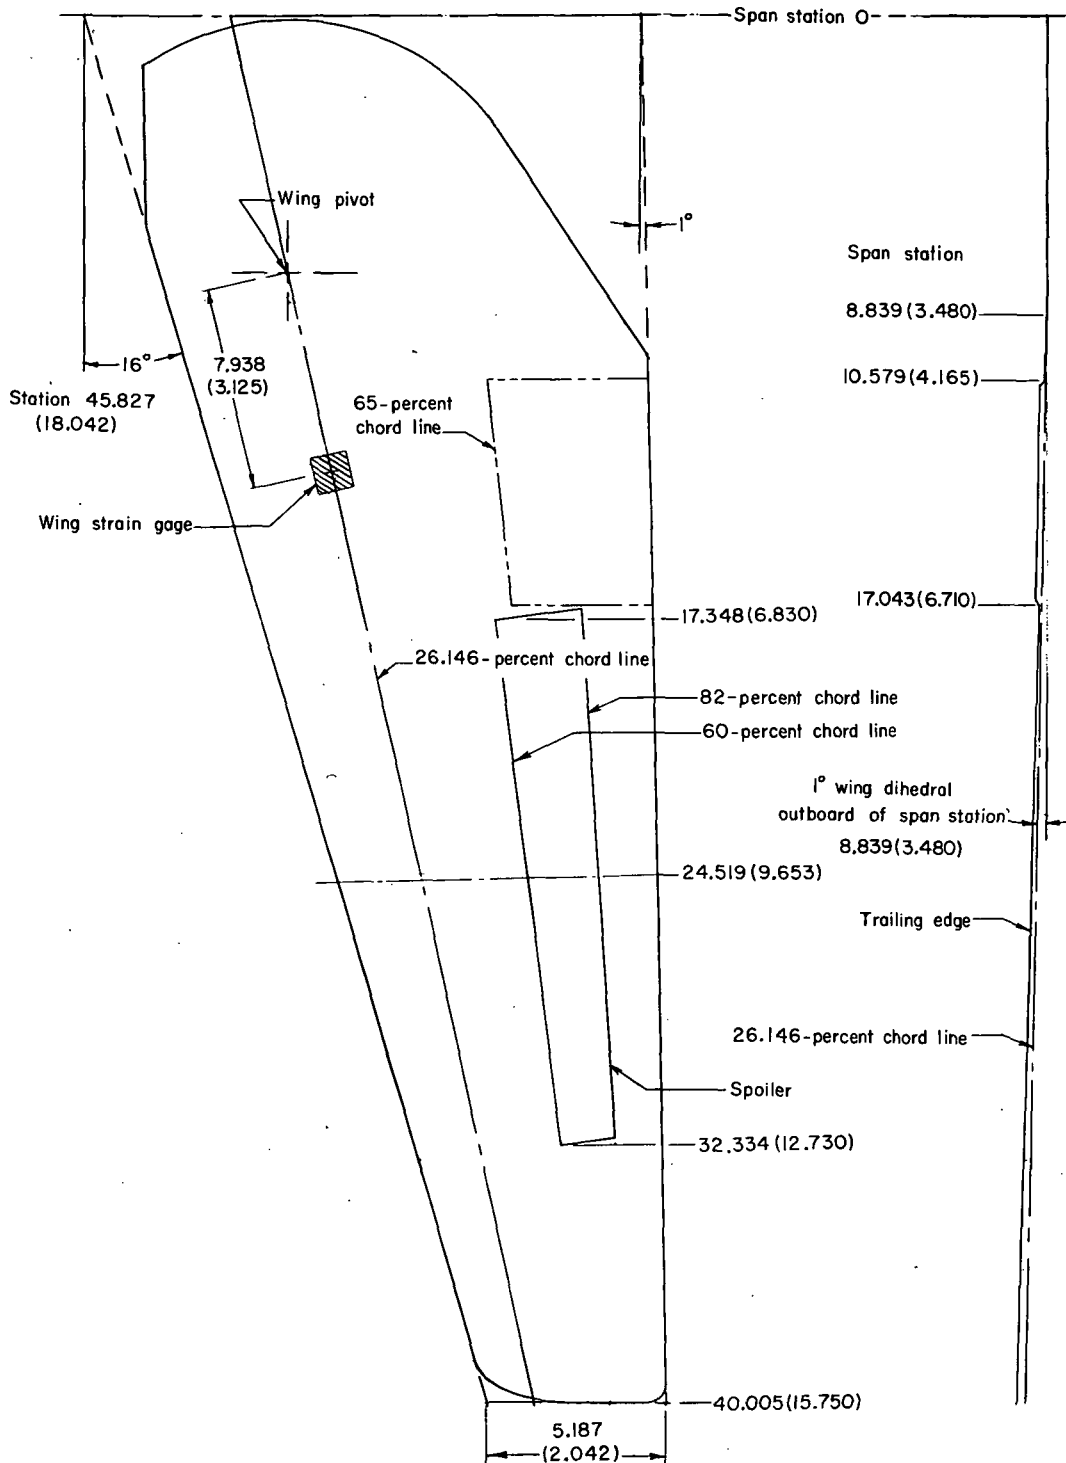 Span station O
Wing pivot
1°
Span station
8.839(3.480)
16°
7.938
(3.125)
10.579(4.165)
Station 45.827
(18.042)
65-percent
chord line
Wing strain gage
17.043(6.710)
17.348(6.830)
26.146-percent chord line
82-percent chord line
60-percent chord line
1° wing dihedral
outboard of span station
8.839(3.480)
24.519(9.653)
Trailing edge
26.146-percent chord line
Spoiler
32.334(12.730)
40.005(15.750)
5.187
(2.042)